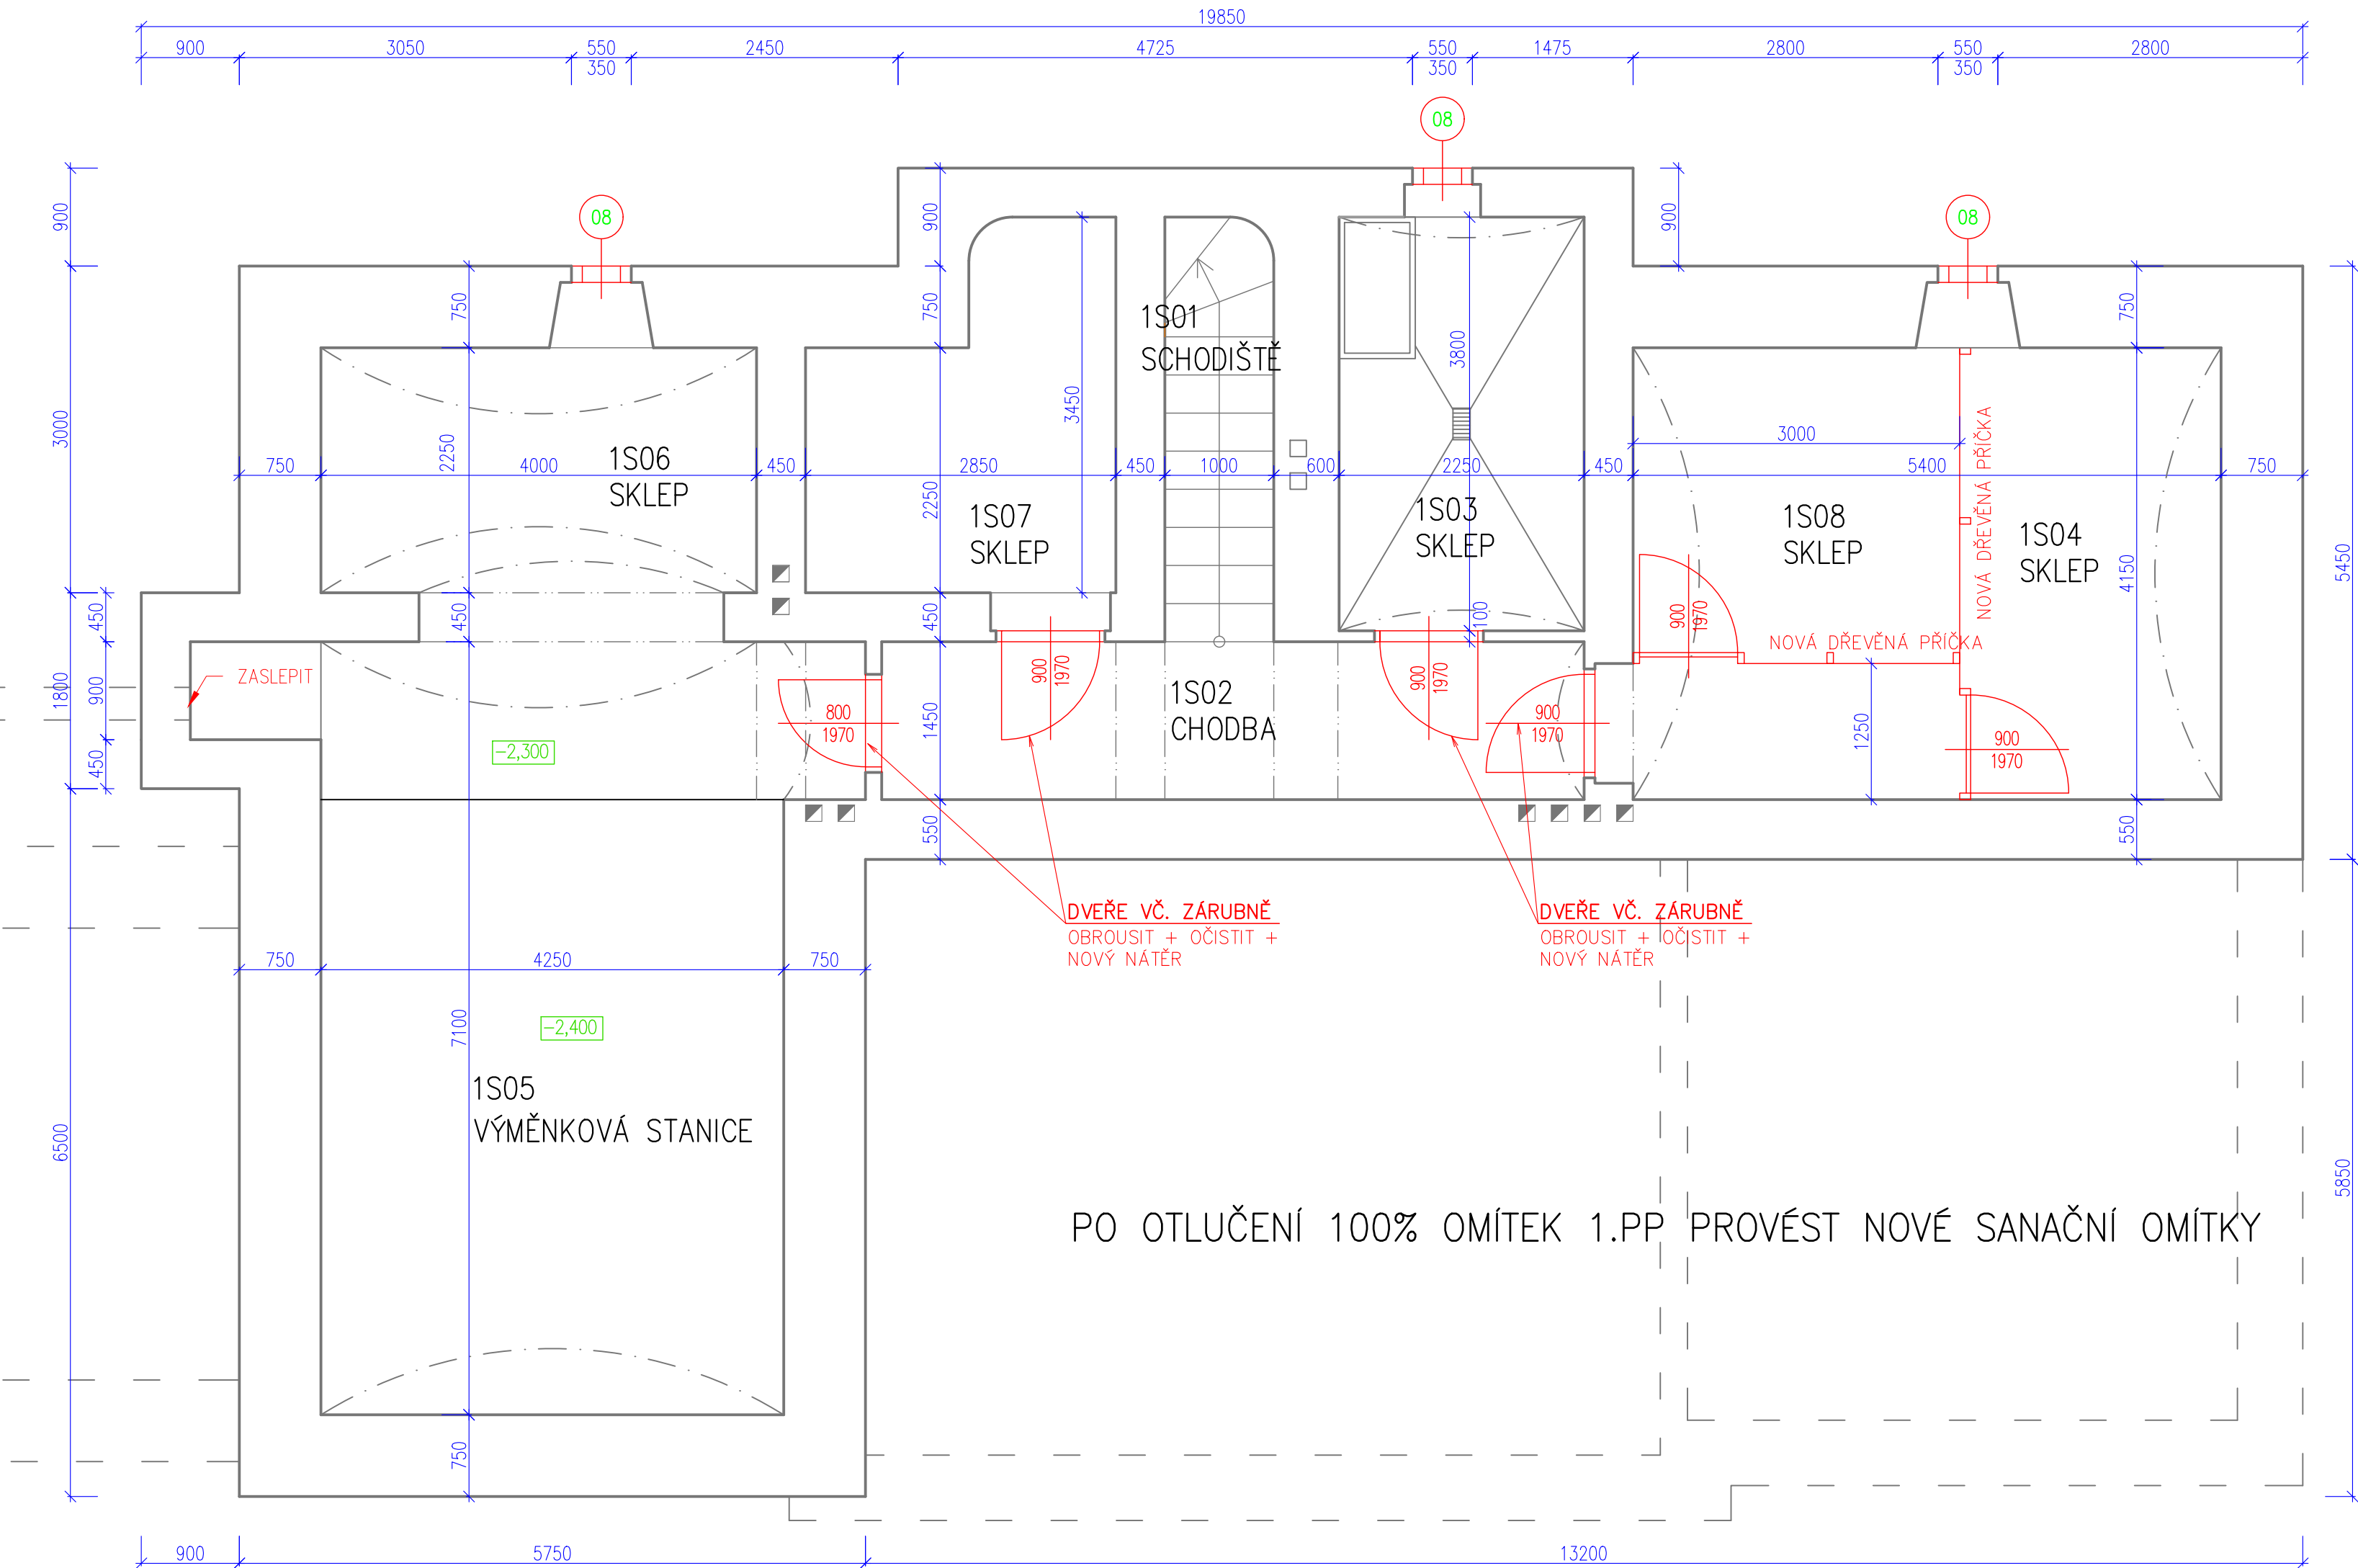 19850
900 3050 550 2450 4725 550 1475 2800 550 2800
350 350 350
08
08
08
900
900
900
750
750
750
3000
3450
3800
2250
2250
4150
5450
1S01
SCHODIŠTĚ
1S06
SKLEP
1S07
SKLEP
1S03
SKLEP
1S08
SKLEP
1S04
SKLEP
3000
750 4000 450 2850 450 1000 600 2250 450 5400 750
NOVÁ DŘEVĚNÁ PŘÍČKA
NOVÁ DŘEVĚNÁ PŘÍČKA
450
450
450
100
1800
900
450
ZASLEPIT
900
1970
900
1970
900
1970
800
1970
900
1970
900
1970
1S02
CHODBA
1450
1250
-2,300
550
550
DVEŘE VČ. ZÁRUBNĚ
OBROUSIT + OČISTIT +
NOVÝ NÁTĚR
DVEŘE VČ. ZÁRUBNĚ
OBROUSIT + OČISTIT +
NOVÝ NÁTĚR
750 4250 750
7100
-2,400
1S05
VÝMĚNKOVÁ STANICE
6500
5850
PO OTLUČENÍ 100% OMÍTEK 1.PP PROVÉST NOVÉ SANAČNÍ OMÍTKY
750
900 5750 13200